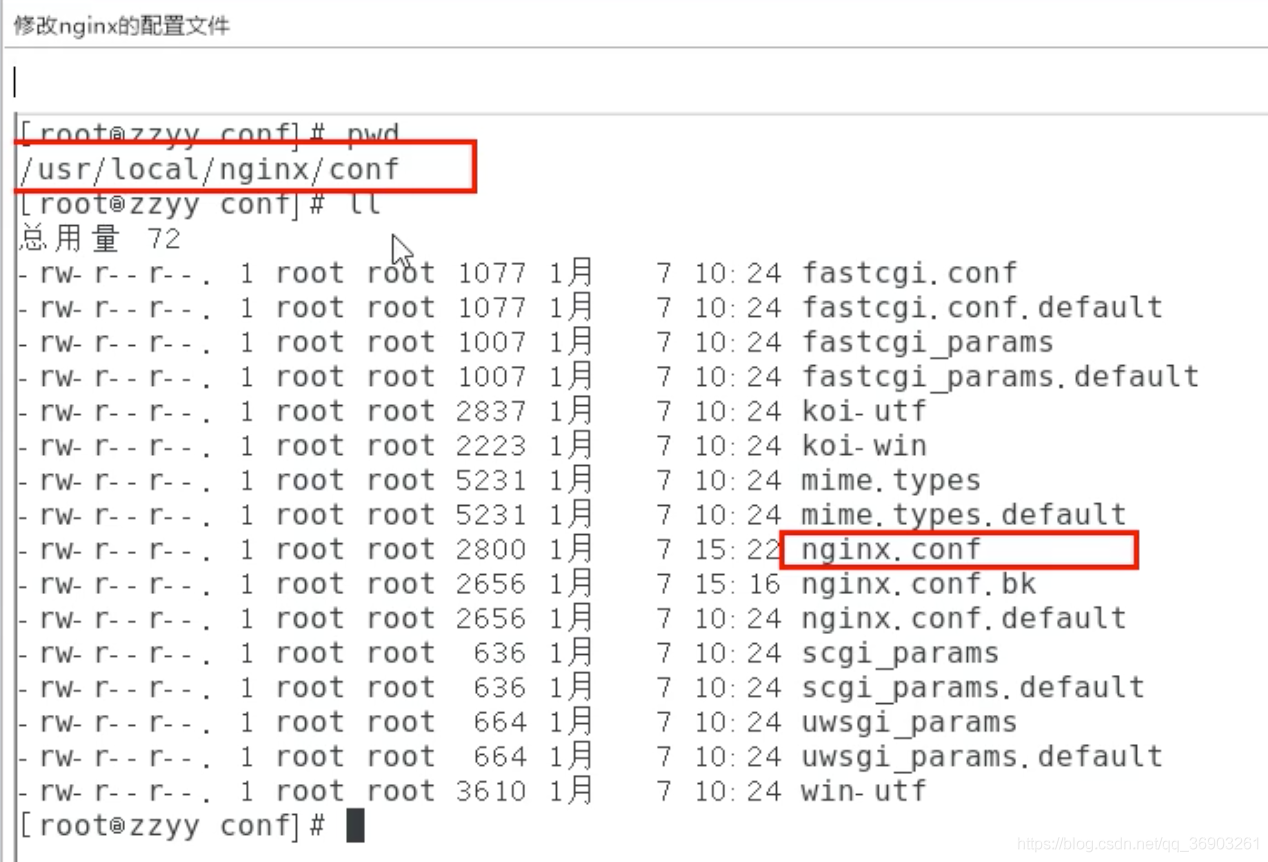 修改nginx的配置文件
[root@zzyy conf]# pwd
/usr/local/nginx/conf
[root@zzyy conf]# ll
总用量 72
-rw-r--r--. 1 root root 1077 1月 7 10:24 fastcgi.conf
-rw-r--r--. 1 root root 1077 1月 7 10:24 fastcgi.conf.default
-rw-r--r--. 1 root root 1007 1月 7 10:24 fastcgi_params
-rw-r--r--. 1 root root 1007 1月 7 10:24 fastcgi_params.default
-rw-r--r--. 1 root root 2837 1月 7 10:24 koi-utf
-rw-r--r--. 1 root root 2223 1月 7 10:24 koi-win
-rw-r--r--. 1 root root 5231 1月 7 10:24 mime.types
-rw-r--r--. 1 root root 5231 1月 7 10:24 mime.types.default
-rw-r--r--. 1 root root 2800 1月 7 15:22 nginx.conf
-rw-r--r--. 1 root root 2656 1月 7 15:16 nginx.conf.bk
-rw-r--r--. 1 root root 2656 1月 7 10:24 nginx.conf.default
-rw-r--r--. 1 root root 636 1月 7 10:24 scgi_params
-rw-r--r--. 1 root root 636 1月 7 10:24 scgi_params.default
-rw-r--r--. 1 root root 664 1月 7 10:24 uwsgi_params
-rw-r--r--. 1 root root 664 1月 7 10:24 uwsgi_params.default
-rw-r--r--. 1 root root 3610 1月 7 10:24 win-utf
[root@zzyy conf]#
https://blog.csdn.net/qq_36903261